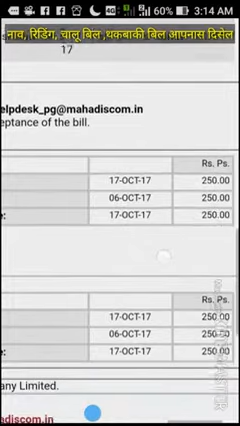 4G 60% 3:14 AM
नाव, रिडिंग, चालू बिल ,थकबाकी बिल आपनास दिसेल
17
elpdesk_pg@mahadiscom.in
eptance of the bill.
Rs. Ps.
17-OCT-17 250.00
06-OCT-17 250.00
e: 17-OCT-17 250.00
Rs. Ps.
17-OCT-17 250.00
06-OCT-17 250.00
e: 17-OCT-17 250.00
any Limited.
adiscom.in